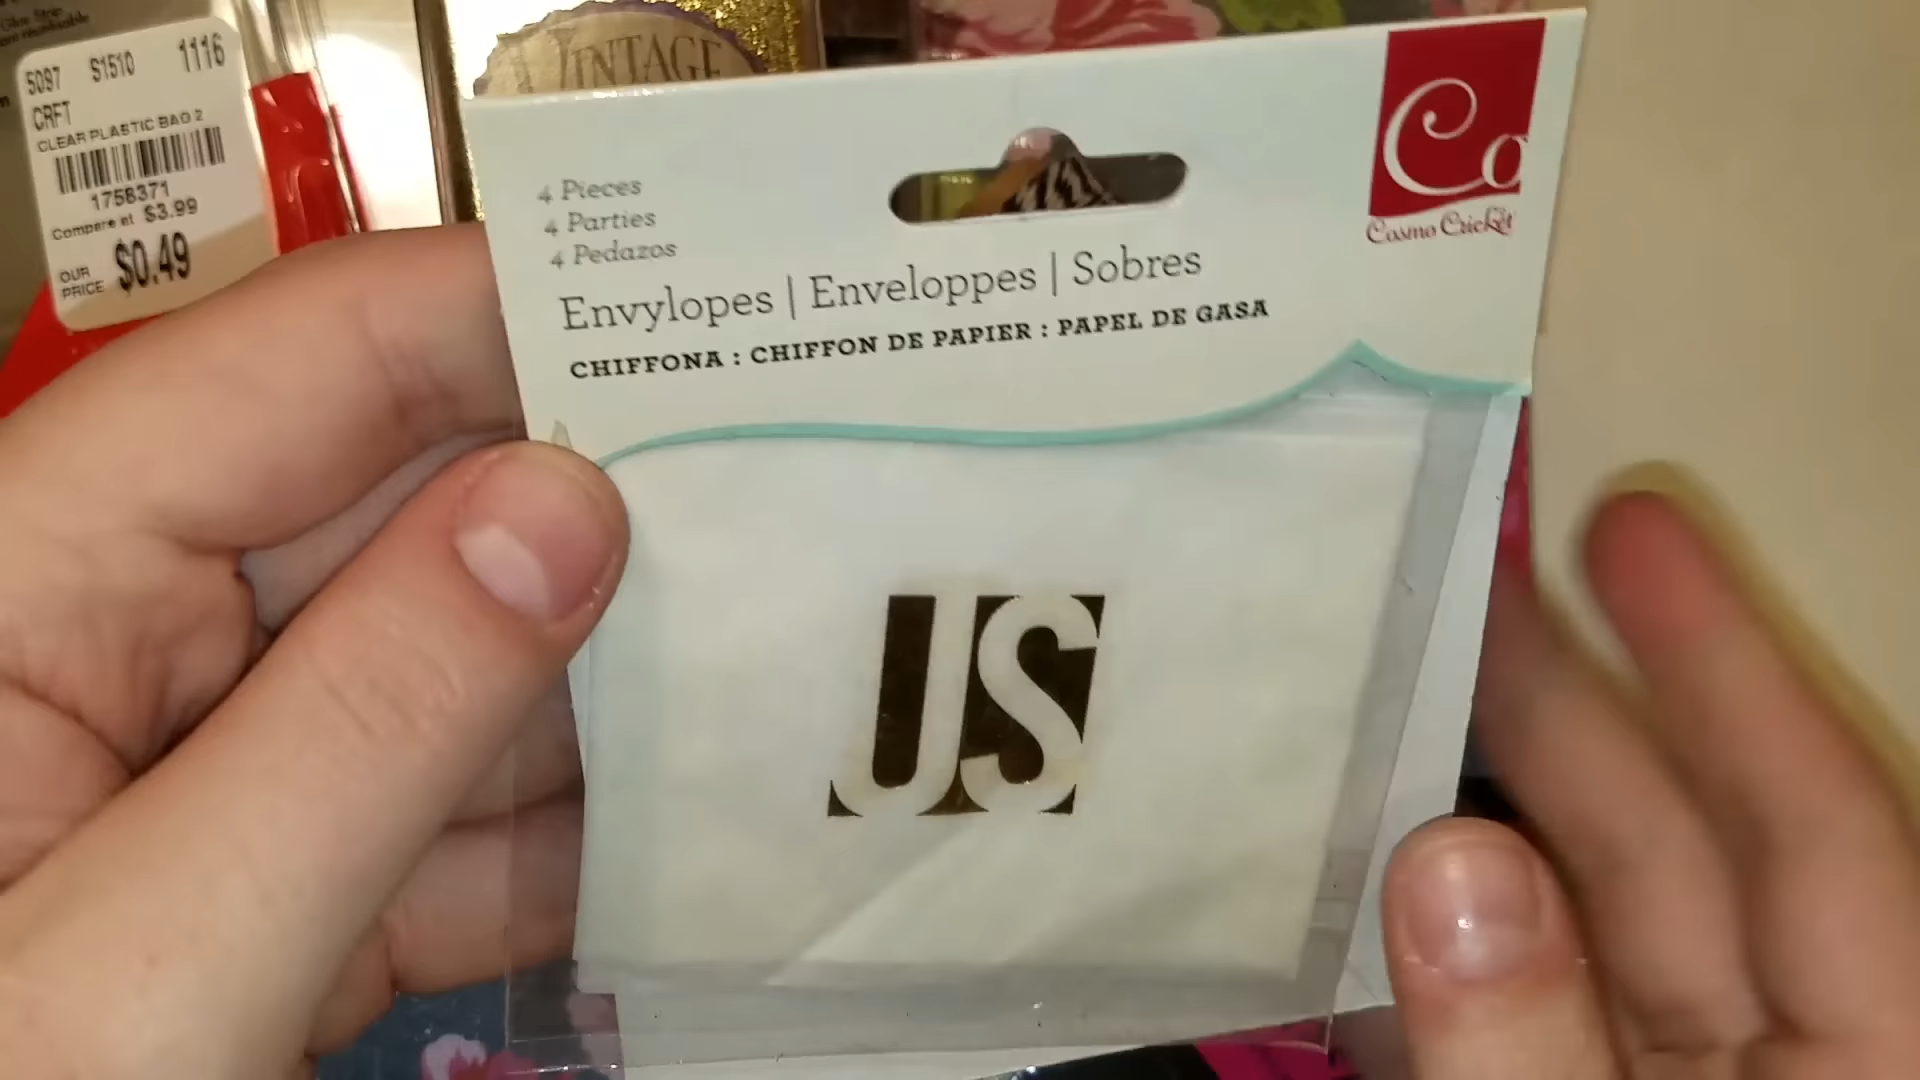 5097 S1510 1116
CRFT
CLEAR PLASTIC BAG 2
1758371
Compare at $3.99
OUR PRICE $0.49
VINTAGE
4 Pieces
4 Parties
4 Pedazos
Envylopes | Enveloppes | Sobres
CHIFFONA : CHIFFON DE PAPIER : PAPEL DE GASA
Co
Cosmo Cricket
US